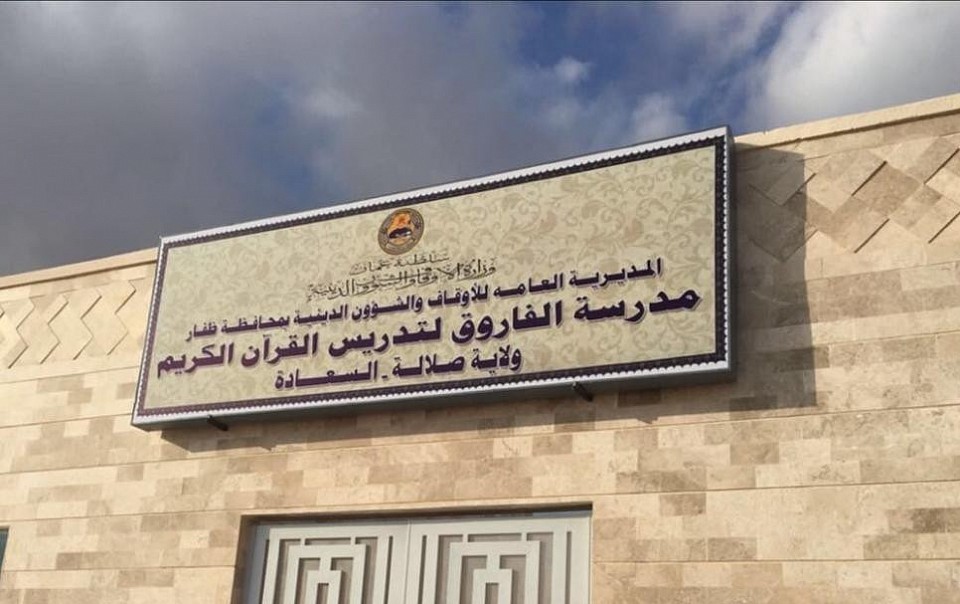 سلطنة عمان
وزارة الأوقاف والشؤون الدينية
المديرية العامه للأوقاف والشؤون الدينية بمحافظة ظفار
مدرسة الفاروق لتدريس القرآن الكريم
ولاية صلالة - السعادة